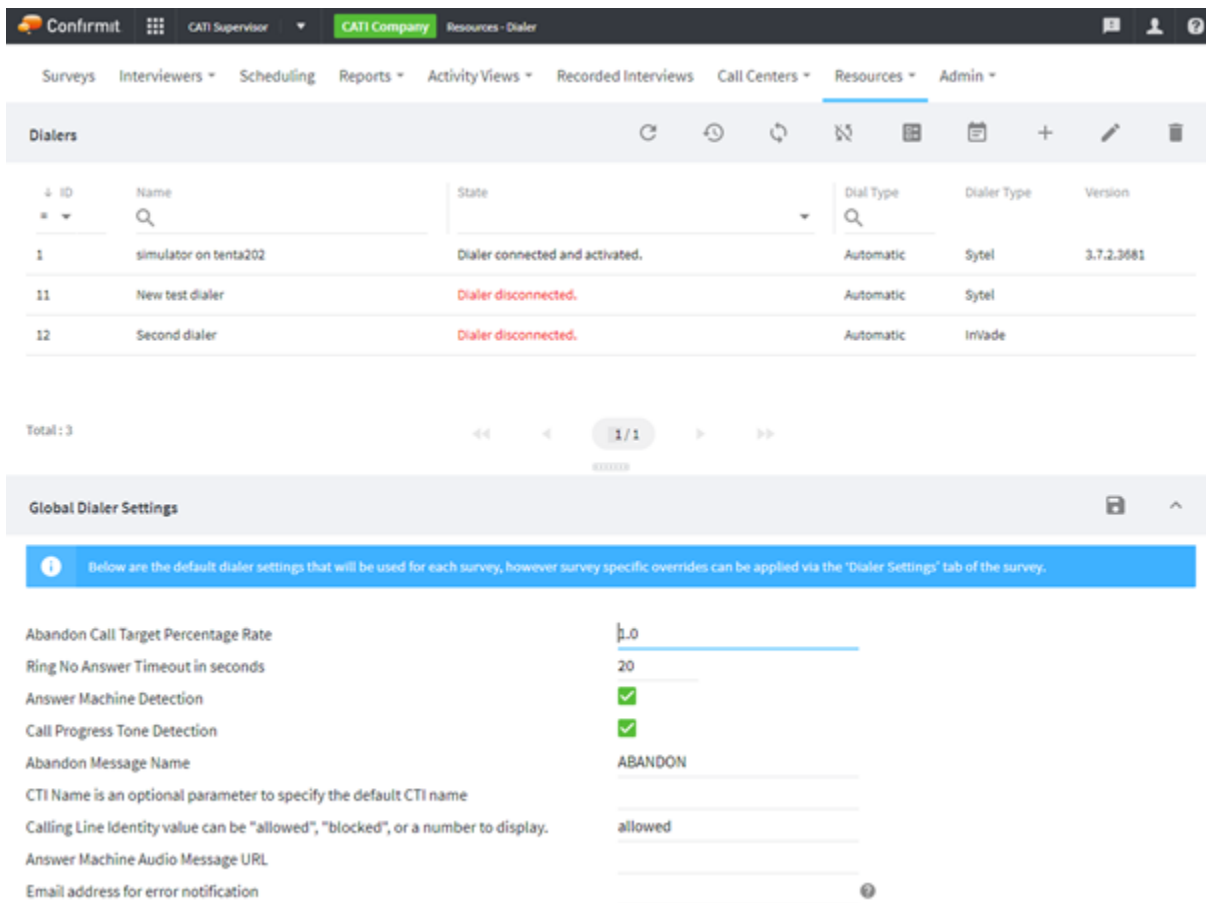 Confirmit CATI Supervisor CATI Company Resources - Dialer
Surveys Interviewers Scheduling Reports Activity Views Recorded Interviews Call Centers Resources Admin
Dialers
ID Name State Dial Type Dialer Type Version
=
1 simulator on tenta202 Dialer connected and activated. Automatic Sytel 3.7.2.3681
11 New test dialer Dialer disconnected. Automatic Sytel
12 Second dialer Dialer disconnected. Automatic InVade
Total : 3 1 / 1
Global Dialer Settings
Below are the default dialer settings that will be used for each survey, however survey specific overrides can be applied via the 'Dialer Settings' tab of the survey.
Abandon Call Target Percentage Rate 1.0
Ring No Answer Timeout in seconds 20
Answer Machine Detection
Call Progress Tone Detection
Abandon Message Name ABANDON
CTI Name is an optional parameter to specify the default CTI name
Calling Line Identity value can be "allowed", "blocked", or a number to display. allowed
Answer Machine Audio Message URL
Email address for error notification